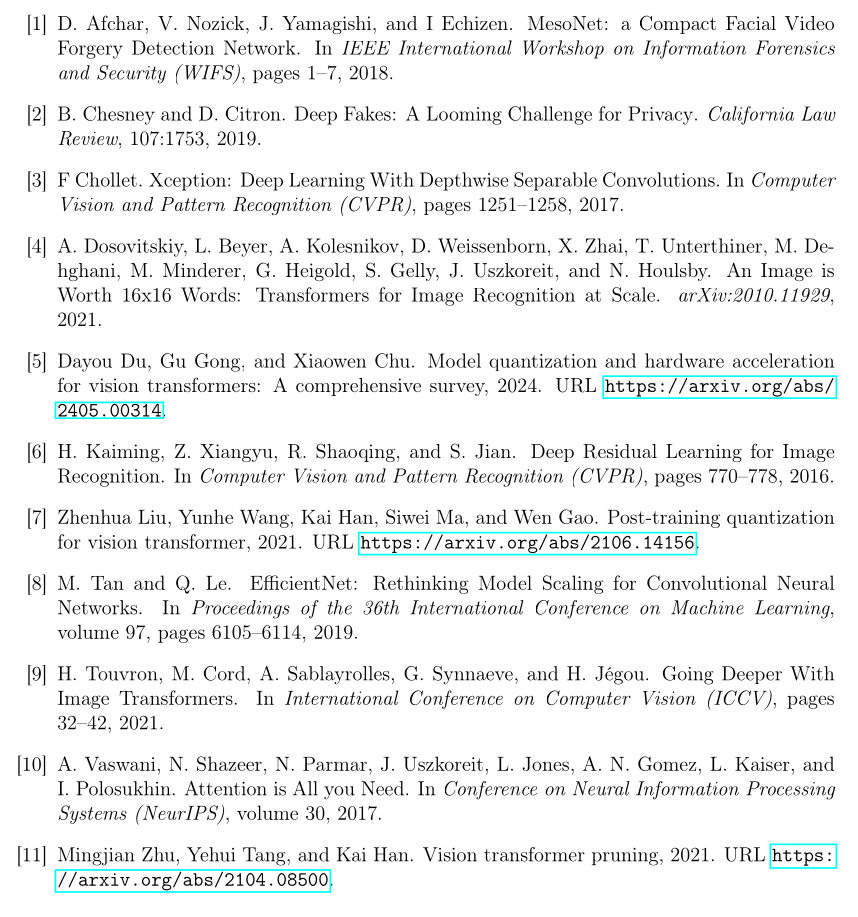 [1] D. Afchar, V. Nozick, J. Yamagishi, and I Echizen. MesoNet: a Compact Facial Video
Forgery Detection Network. In IEEE International Workshop on Information Forensics
and Security (WIFS), pages 1–7, 2018.
[2] B. Chesney and D. Citron. Deep Fakes: A Looming Challenge for Privacy. California Law
Review, 107:1753, 2019.
[3] F Chollet. Xception: Deep Learning With Depthwise Separable Convolutions. In Computer
Vision and Pattern Recognition (CVPR), pages 1251–1258, 2017.
[4] A. Dosovitskiy, L. Beyer, A. Kolesnikov, D. Weissenborn, X. Zhai, T. Unterthiner, M. De-
hghani, M. Minderer, G. Heigold, S. Gelly, J. Uszkoreit, and N. Houlsby. An Image is
Worth 16x16 Words: Transformers for Image Recognition at Scale. arXiv:2010.11929,
2021.
[5] Dayou Du, Gu Gong, and Xiaowen Chu. Model quantization and hardware acceleration
for vision transformers: A comprehensive survey, 2024. URL https://arxiv.org/abs/
2405.00314.
[6] H. Kaiming, Z. Xiangyu, R. Shaoqing, and S. Jian. Deep Residual Learning for Image
Recognition. In Computer Vision and Pattern Recognition (CVPR), pages 770–778, 2016.
[7] Zhenhua Liu, Yunhe Wang, Kai Han, Siwei Ma, and Wen Gao. Post-training quantization
for vision transformer, 2021. URL https://arxiv.org/abs/2106.14156.
[8] M. Tan and Q. Le. EfficientNet: Rethinking Model Scaling for Convolutional Neural
Networks. In Proceedings of the 36th International Conference on Machine Learning,
volume 97, pages 6105–6114, 2019.
[9] H. Touvron, M. Cord, A. Sablayrolles, G. Synnaeve, and H. Jégou. Going Deeper With
Image Transformers. In International Conference on Computer Vision (ICCV), pages
32–42, 2021.
[10] A. Vaswani, N. Shazeer, N. Parmar, J. Uszkoreit, L. Jones, A. N. Gomez, L. Kaiser, and
I. Polosukhin. Attention is All you Need. In Conference on Neural Information Processing
Systems (NeurIPS), volume 30, 2017.
[11] Mingjian Zhu, Yehui Tang, and Kai Han. Vision transformer pruning, 2021. URL https:
//arxiv.org/abs/2104.08500.